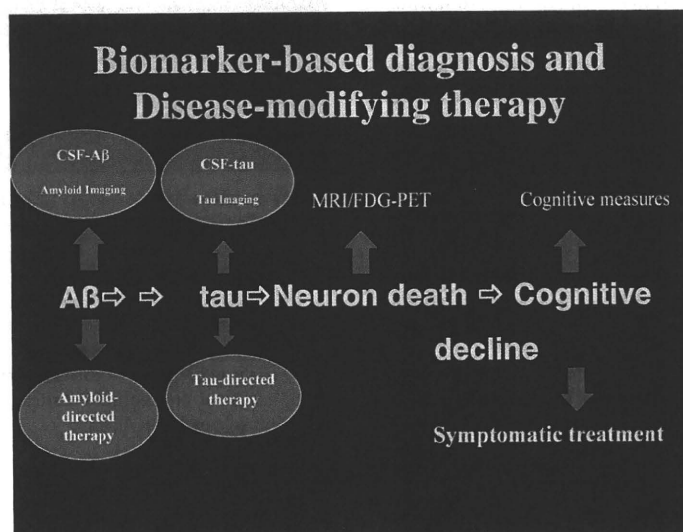 Biomarker-based diagnosis and
Disease-modifying therapy
CSF-Aβ
Amyloid Imaging
CSF-tau
Tau Imaging
MRI/FDG-PET
Cognitive measures
Aß⇨ ⇨ tau⇨Neuron death ⇨ Cognitive
decline
Amyloid-
directed
therapy
Tau-directed
therapy
Symptomatic treatment